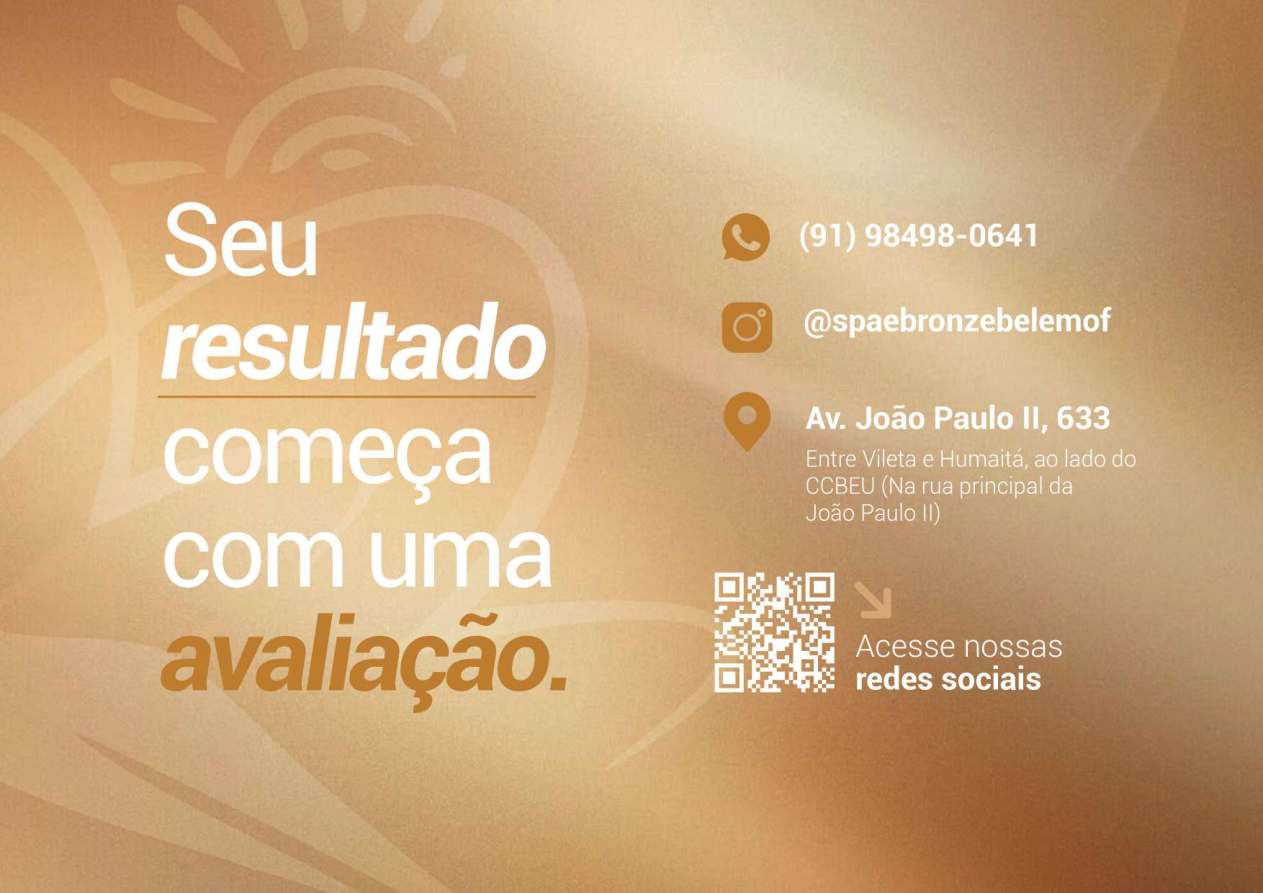 Seu
resultado
começa
com uma
avaliação.
(91) 98498-0641
@spaebronzebelemof
Av. João Paulo II, 633
Entre Vileta e Humaitá, ao lado do
CCBEU (Na rua principal da
João Paulo II)
Acesse nossas
redes sociais